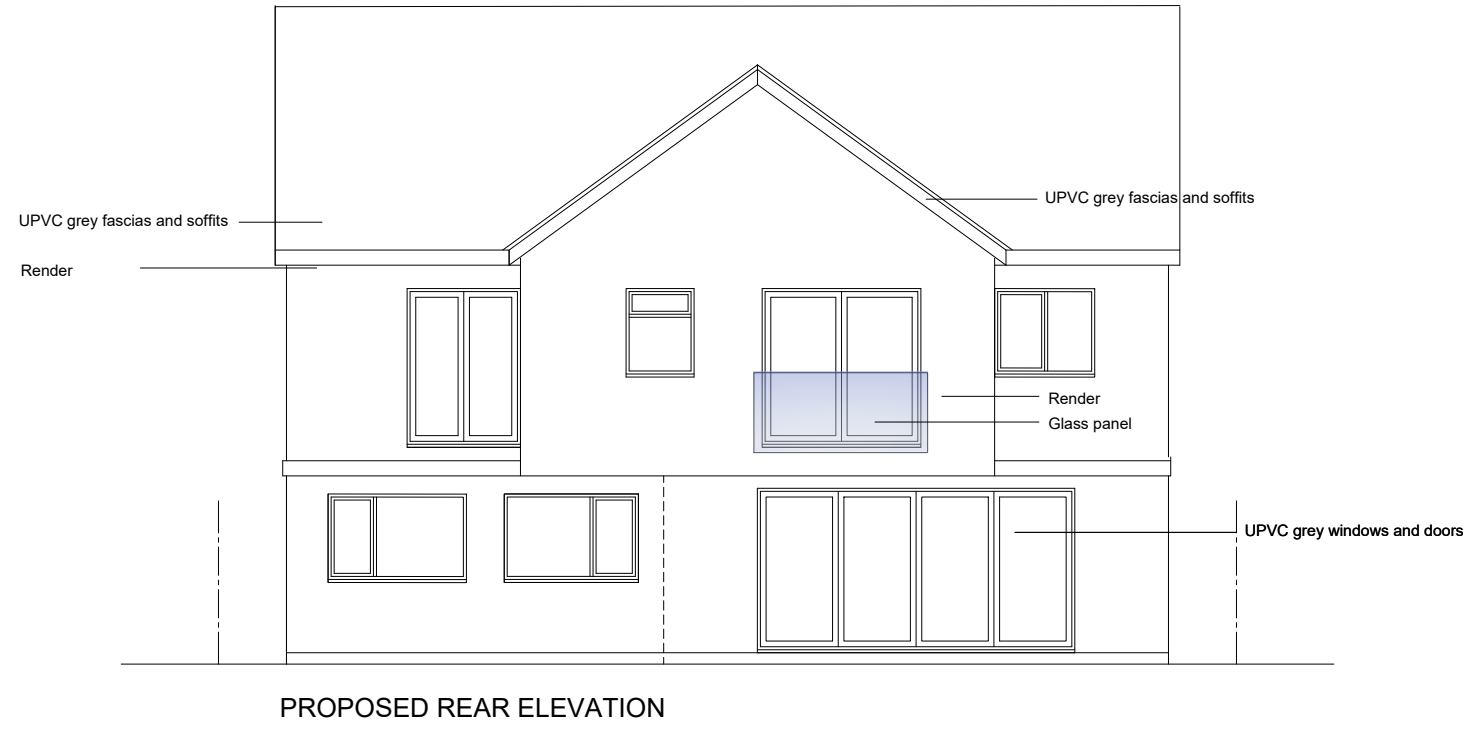 UPVC grey fascias and soffits
UPVC grey fascias and soffits
Render
Render
Glass panel
UPVC grey windows and doors
PROPOSED REAR ELEVATION